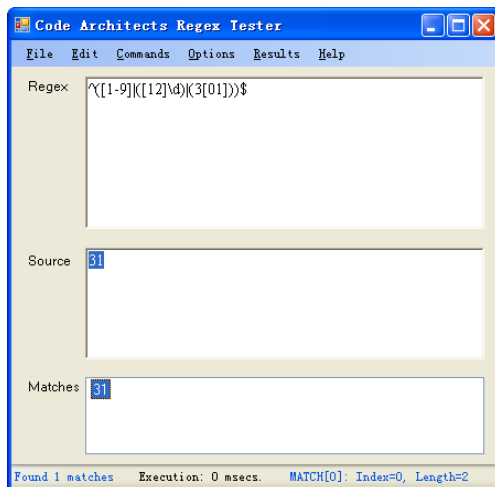 Code Architects Regex Tester
File Edit Commands Options Results Help
Regex
^([1-9]|([12]\d)|(3[01]))$
Source
31
Matches
31
Found 1 matches Execution: 0 msecs. MATCH[0]: Index=0, Length=2